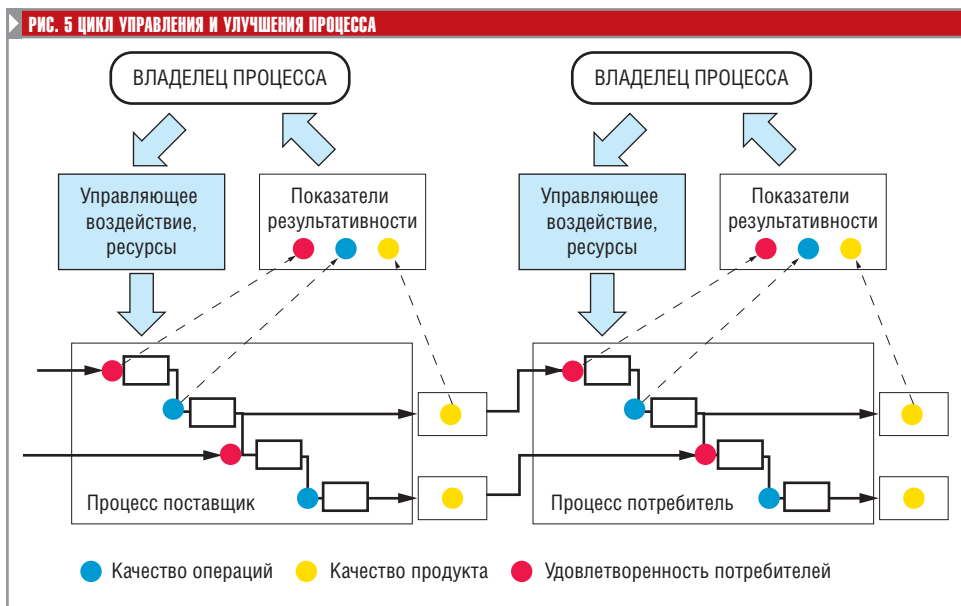 РИС. 5 ЦИКЛ УПРАВЛЕНИЯ И УЛУЧШЕНИЯ ПРОЦЕССА
ВЛАДЕЛЕЦ ПРОЦЕССА
ВЛАДЕЛЕЦ ПРОЦЕССА
Управляющее
воздействие,
ресурсы
Показатели
результативности
Управляющее
воздействие,
ресурсы
Показатели
результативности
Процесс поставщик
Процесс потребитель
Качество операций
Качество продукта
Удовлетворенность потребителей